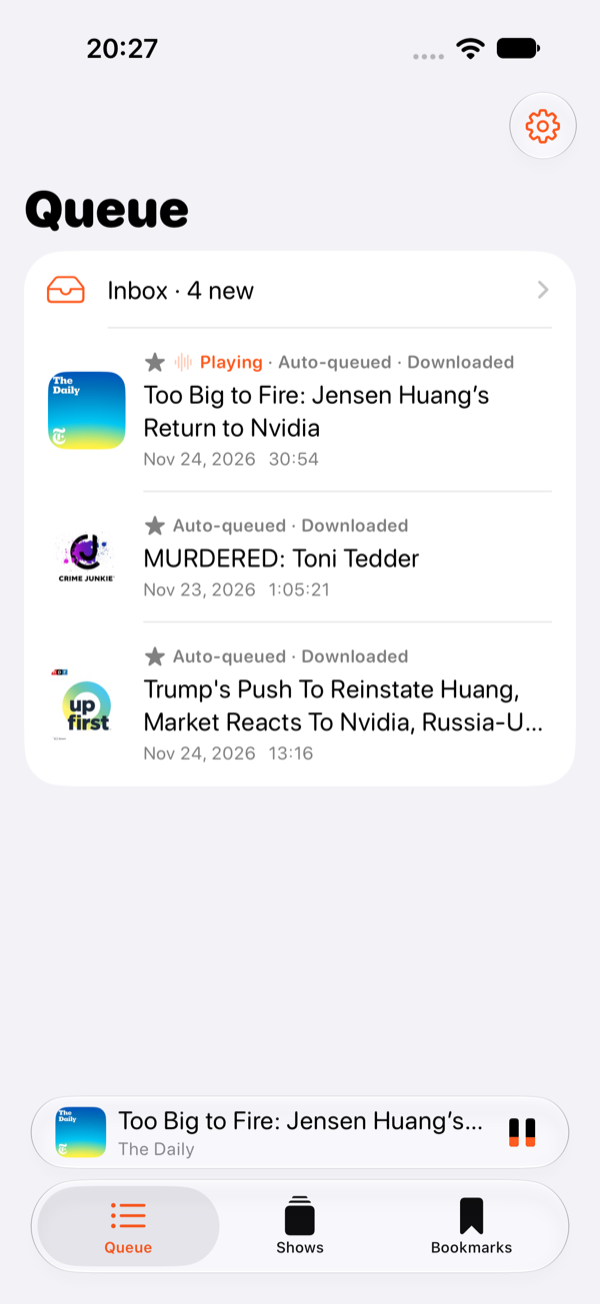 20:27
Queue
Inbox · 4 new
Playing · Auto-queued · Downloaded
The
Daily
Too Big to Fire: Jensen Huang’s
Return to Nvidia
Nov 24, 2026 30:54
Auto-queued · Downloaded
CRIME JUNKIE
MURDERED: Toni Tedder
Nov 23, 2026 1:05:21
Auto-queued · Downloaded
up
first
Trump's Push To Reinstate Huang,
Market Reacts To Nvidia, Russia-U...
Nov 24, 2026 13:16
The
Daily
Too Big to Fire: Jensen Huang’s...
The Daily
Queue
Shows
Bookmarks